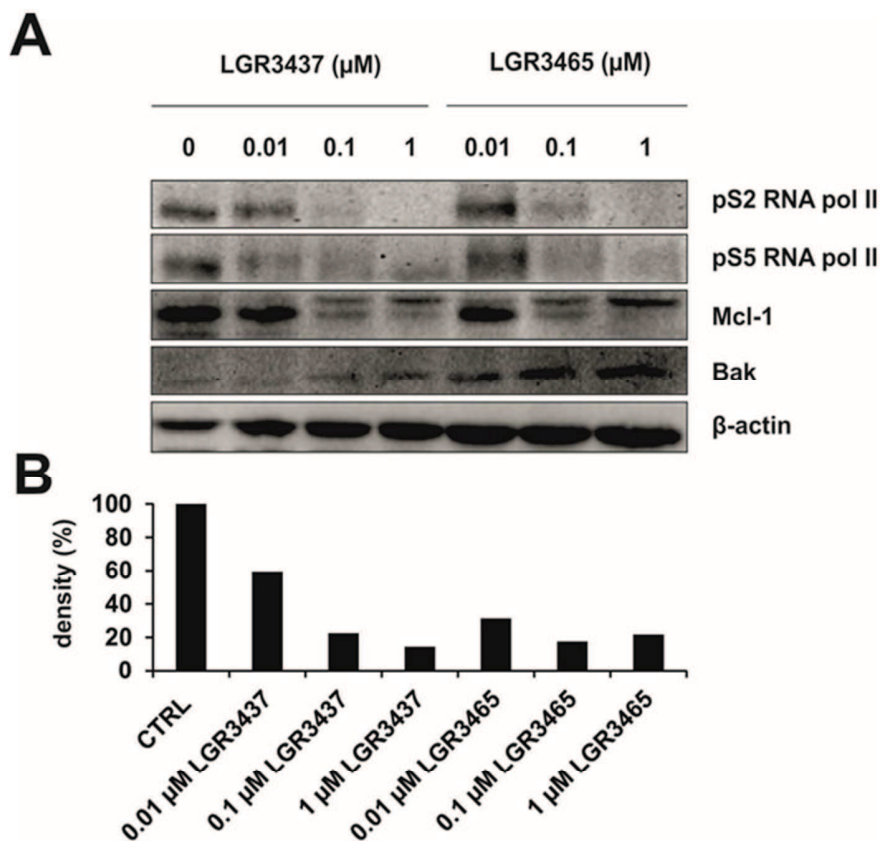 A
LGR3437 (µM) LGR3465 (µM)
0 0.01 0.1 1 0.01 0.1 1
pS2 RNA pol II
pS5 RNA pol II
Mcl-1
Bak
β-actin
B
density (%)
100
80
60
40
20
0
CTRL
0.01 µM LGR3437
0.1 µM LGR3437
1 µM LGR3437
0.01 µM LGR3465
0.1 µM LGR3465
1 µM LGR3465